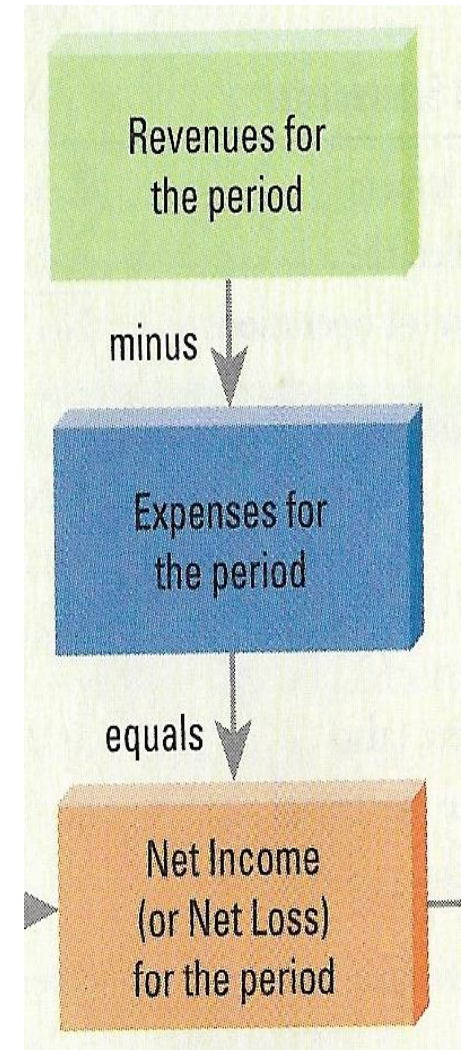 Revenues for
the period
minus
Expenses for
the period
equals
Net Income
(or Net Loss)
for the period